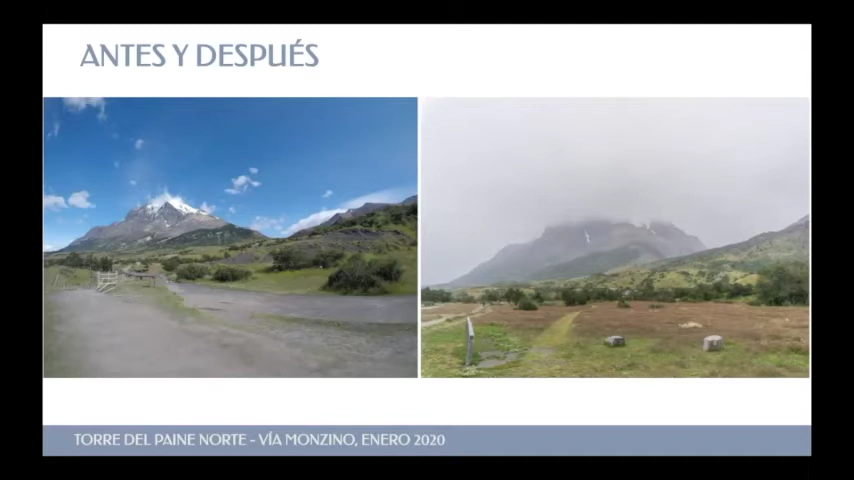 ANTES Y DESPUÉS
TORRE DEL PAINE NORTE - VÍA MONZINO, ENERO 2020